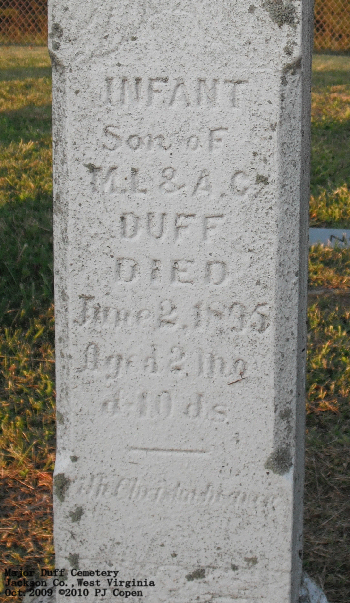 INFANT
Son of
M.L & A.C.
DUFF
DIED
June 2, 1895
Aged 2 mo
& 10 ds.
Major Duff Cemetery
Jackson Co., West Virginia
Oct.2009 ©2010 PJ Copen